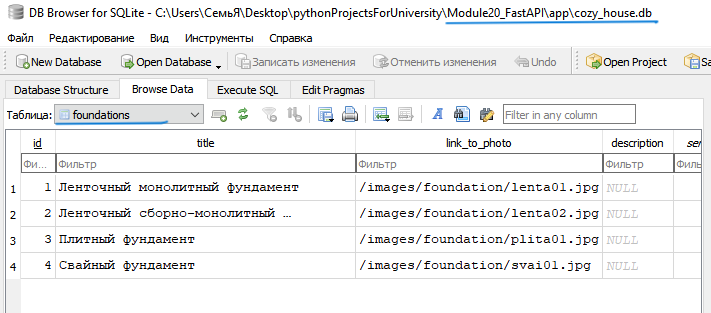 DB Browser for SQLite - C:\Users\СемьЯ\Desktop\pythonProjectsForUniversity\Module20_FastAPI\app\cozy_house.db
Файл Редактирование Вид Инструменты Справка
New Database Open Database Записать изменения Отменить изменения Undo Open Project Sa
Database Structure Browse Data Execute SQL Edit Pragmas
Таблица: foundations Filter in any column
id title link_to_photo description ser
Фи... Фильтр Фильтр Фильтр Фил
1 1 Ленточный монолитный фундамент /images/foundation/lenta01.jpg NULL
2 2 Ленточный сборно-монолитный … /images/foundation/lenta02.jpg NULL
3 3 Плитный фундамент /images/foundation/plita01.jpg NULL
4 4 Свайный фундамент /images/foundation/svai01.jpg NULL